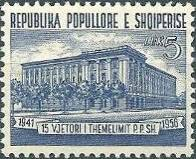 REPUBLIKA POPULLORE E SHQIPERISE
LEK 5
1941 1956
15 VJETORI I THEMELIMIT P.P.SH.